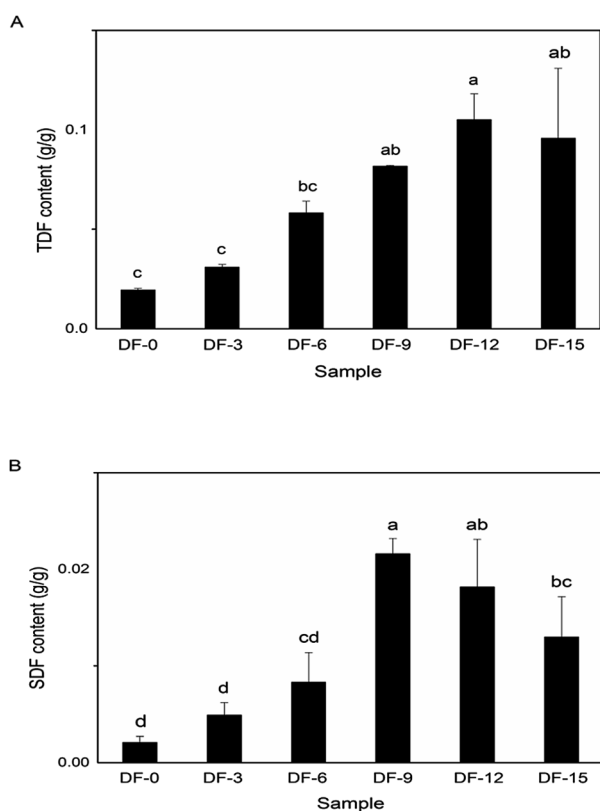 A
ab
a
0.1
ab
bc
c
c
TDF content (g/g)
0.0
DF-0 DF-3 DF-6 DF-9 DF-12 DF-15
Sample
B
a
ab
0.02
bc
cd
d
d
SDF content (g/g)
0.00
DF-0 DF-3 DF-6 DF-9 DF-12 DF-15
Sample